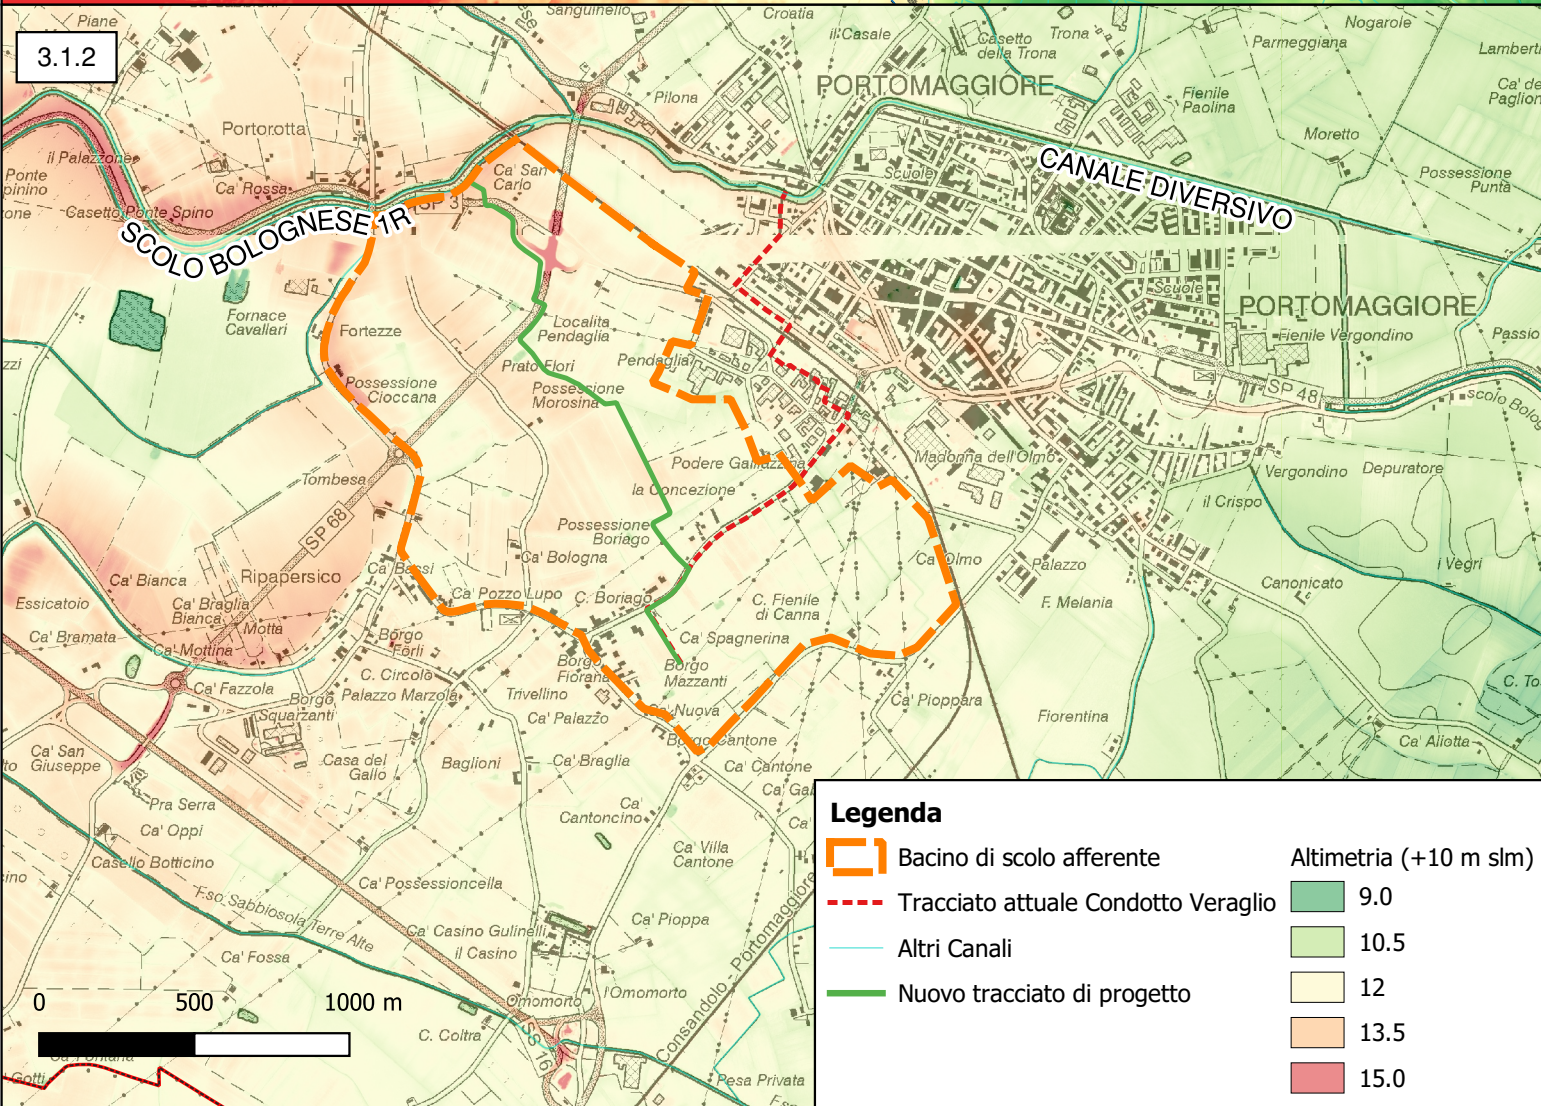 3.1.2
Piane
Sanguinello
Croatia
il Casale
Casetto
della Trona
Trona
Nogarole
Parmeggiana
Lamberti
Ca' de
Paglion
PORTOMAGGIORE
Pilona
Fienile
Paolina
Moretto
Portorotta
il Palazzone
Ponte
pinino
Ca' Rossa
Casetto Ponte Spino
Ca' San
Carlo
SP 3
Scuole
CANALE DIVERSIVO
Possessione
Punta
SCOLO BOLOGNESE 1R
Fornace
Cavallari
Fortezze
Localita
Pendaglia
Scuole
PORTOMAGGIORE
Fienile Vergondino
Passio
Prato Fiori
Pendaglia
Possessione
Cioccana
Possessione
Morosina
SP 48
scolo Bolog
Madonna dell'Olmo
Podere Gallazzina
Vergondino
Depuratore
Tombesa
la Concezione
il Crispo
SP 68
Possessione
Boriago
Ca' Bologna
Ca' Olmo
Palazzo
i Vegri
Ca' Bianca
Ripapersico
Ca' Bassi
Canonicato
Essicatoio
Ca' Braglia
Bianca
Ca' Pozzo Lupo
C. Boriago
C. Fienile
di Canna
F. Melania
Ca' Bramata
Motta
Borgo
Forli
Ca' Spagnerina
Ca' Mottina
Borgo
Fiorana
Borgo
Mazzanti
C. Circolo
Ca' Fazzola
Palazzo Marzola
Trivellino
Ca' Pioppara
C. To
Borgo
Squarzanti
Ca' Palazzo
Ca' Nuova
Fiorentina
Borgo Cantone
Ca' Aliotta
Ca' San
Giuseppe
Casa del
Gallo
Baglioni
Ca' Braglia
Ca' Cantone
Pra Serra
Ca'
Cantoncino
Ca' Oppi
Ca' Villa
Cantone
Casello Botticino
Ca' Possessioncella
F.so Sabbiosola Terre Alte
Ca' Pioppa
Ca' Casino Gulinelli
il Casino
Ca' Fossa
Consandolo - Portomaggiore
Omomorto
l'Omomorto
C. Coltra
SS 16
Pesa Privata
Ca' Fontana
Gotti
0 500 1000 m
Legenda
Bacino di scolo afferente
Tracciato attuale Condotto Veraglio
Altri Canali
Nuovo tracciato di progetto
Altimetria (+10 m slm)
9.0
10.5
12
13.5
15.0